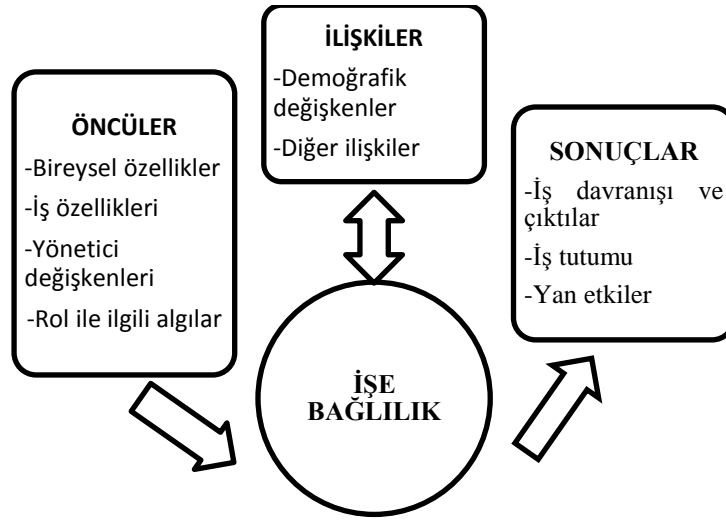 ÖNCÜLER
-Bireysel özellikler
-İş özellikleri
-Yönetici
değişkenleri
-Rol ile ilgili algılar
İLİŞKİLER
-Demoğrafik
değişkenler
-Diğer ilişkiler
SONUÇLAR
-İş davranışı ve
çıktılar
-İş tutumu
-Yan etkiler
İŞE
BAĞLILIK